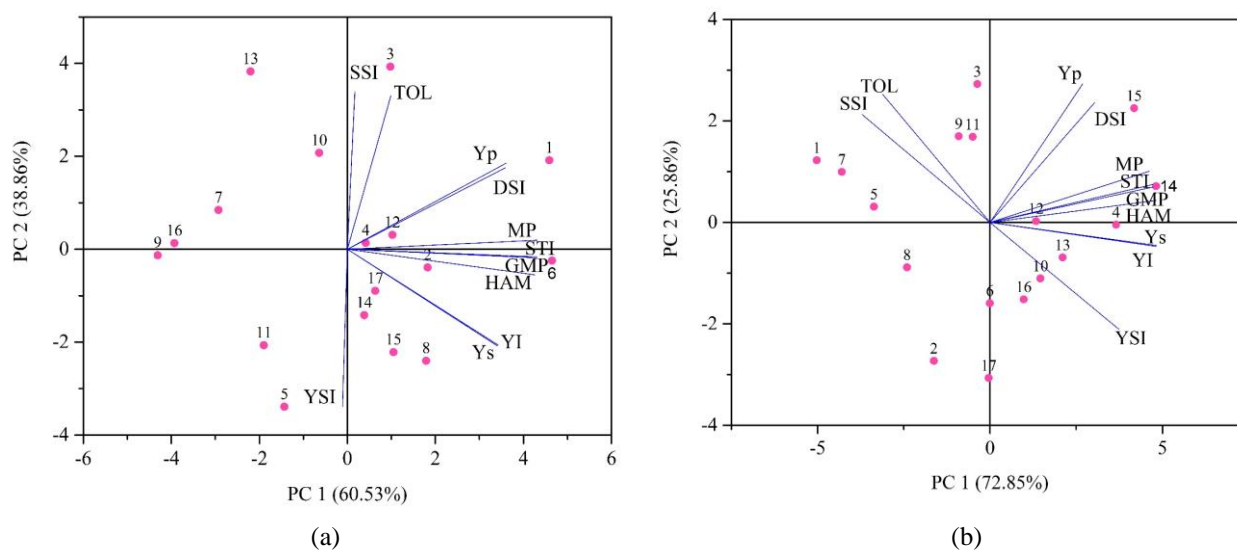 4
2
0
-2
-4
-6
-4
-2
0
2
4
6
PC 2 (38.86%)
PC 1 (60.53%)
13
3
SSI
TOL
10
1
Yp
DSI
7
12
4
MP
16
9
STI
GMP
6
HAM
2
17
14
11
YI
Ys
15
8
5
YSI
(a)
4
2
0
-2
-4
-5
0
5
PC 2 (25.86%)
PC 1 (72.85%)
3
Yp
TOL
SSI
15
DSI
9
11
1
7
MP
STI
14
5
GMP
4
12
HAM
Ys
13
YI
8
10
6
16
YSI
2
17
(b)